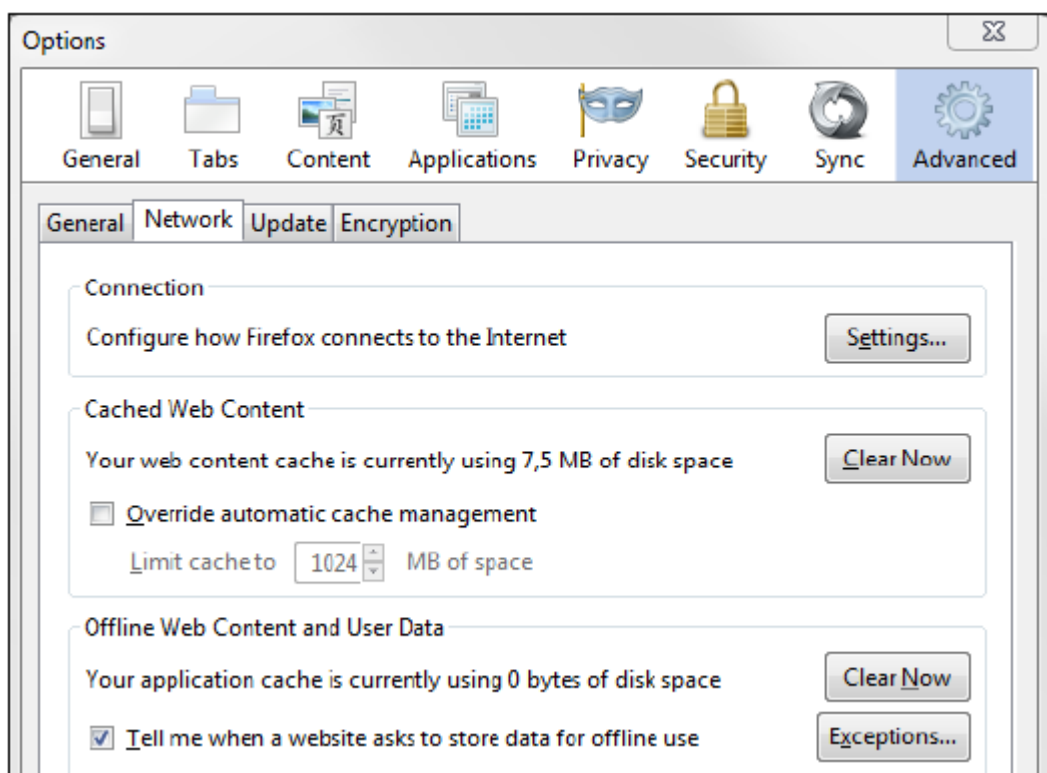 Options
General Tabs Content Applications Privacy Security Sync Advanced
General Network Update Encryption
Connection
Configure how Firefox connects to the Internet Settings...
Cached Web Content
Your web content cache is currently using 7,5 MB of disk space Clear Now
Override automatic cache management
Limit cache to 1024 MB of space
Offline Web Content and User Data
Your application cache is currently using 0 bytes of disk space Clear Now
Tell me when a website asks to store data for offline use Exceptions...